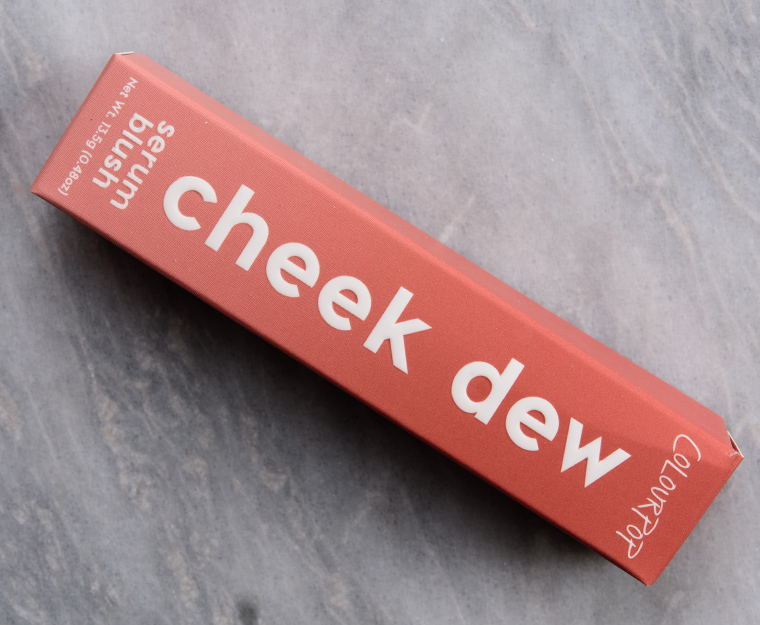 COLOURPOP
cheek dew
serum
blush
Net Wt. 13.5g (0.48oz)